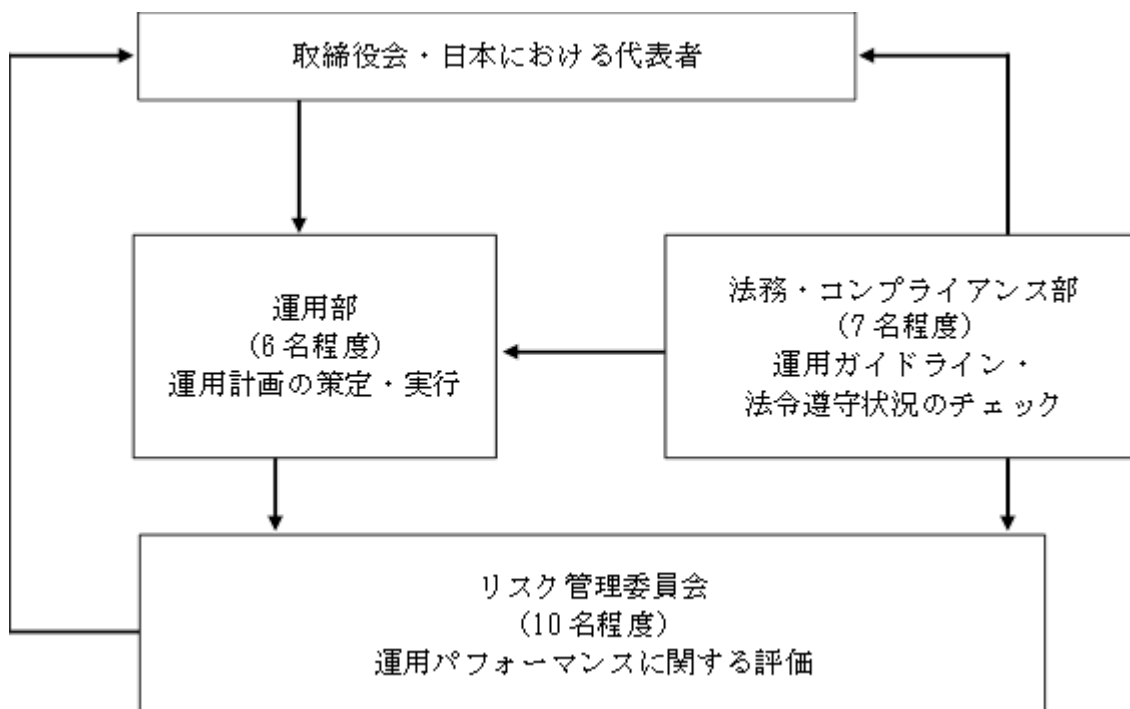 取締役会・日本における代表者
運用部
(6名程度)
運用計画の策定・実行
法務・コンプライアンス部
(7名程度)
運用ガイドライン・
法令遵守状況のチェック
リスク管理委員会
(10名程度)
運用パフォーマンスに関する評価